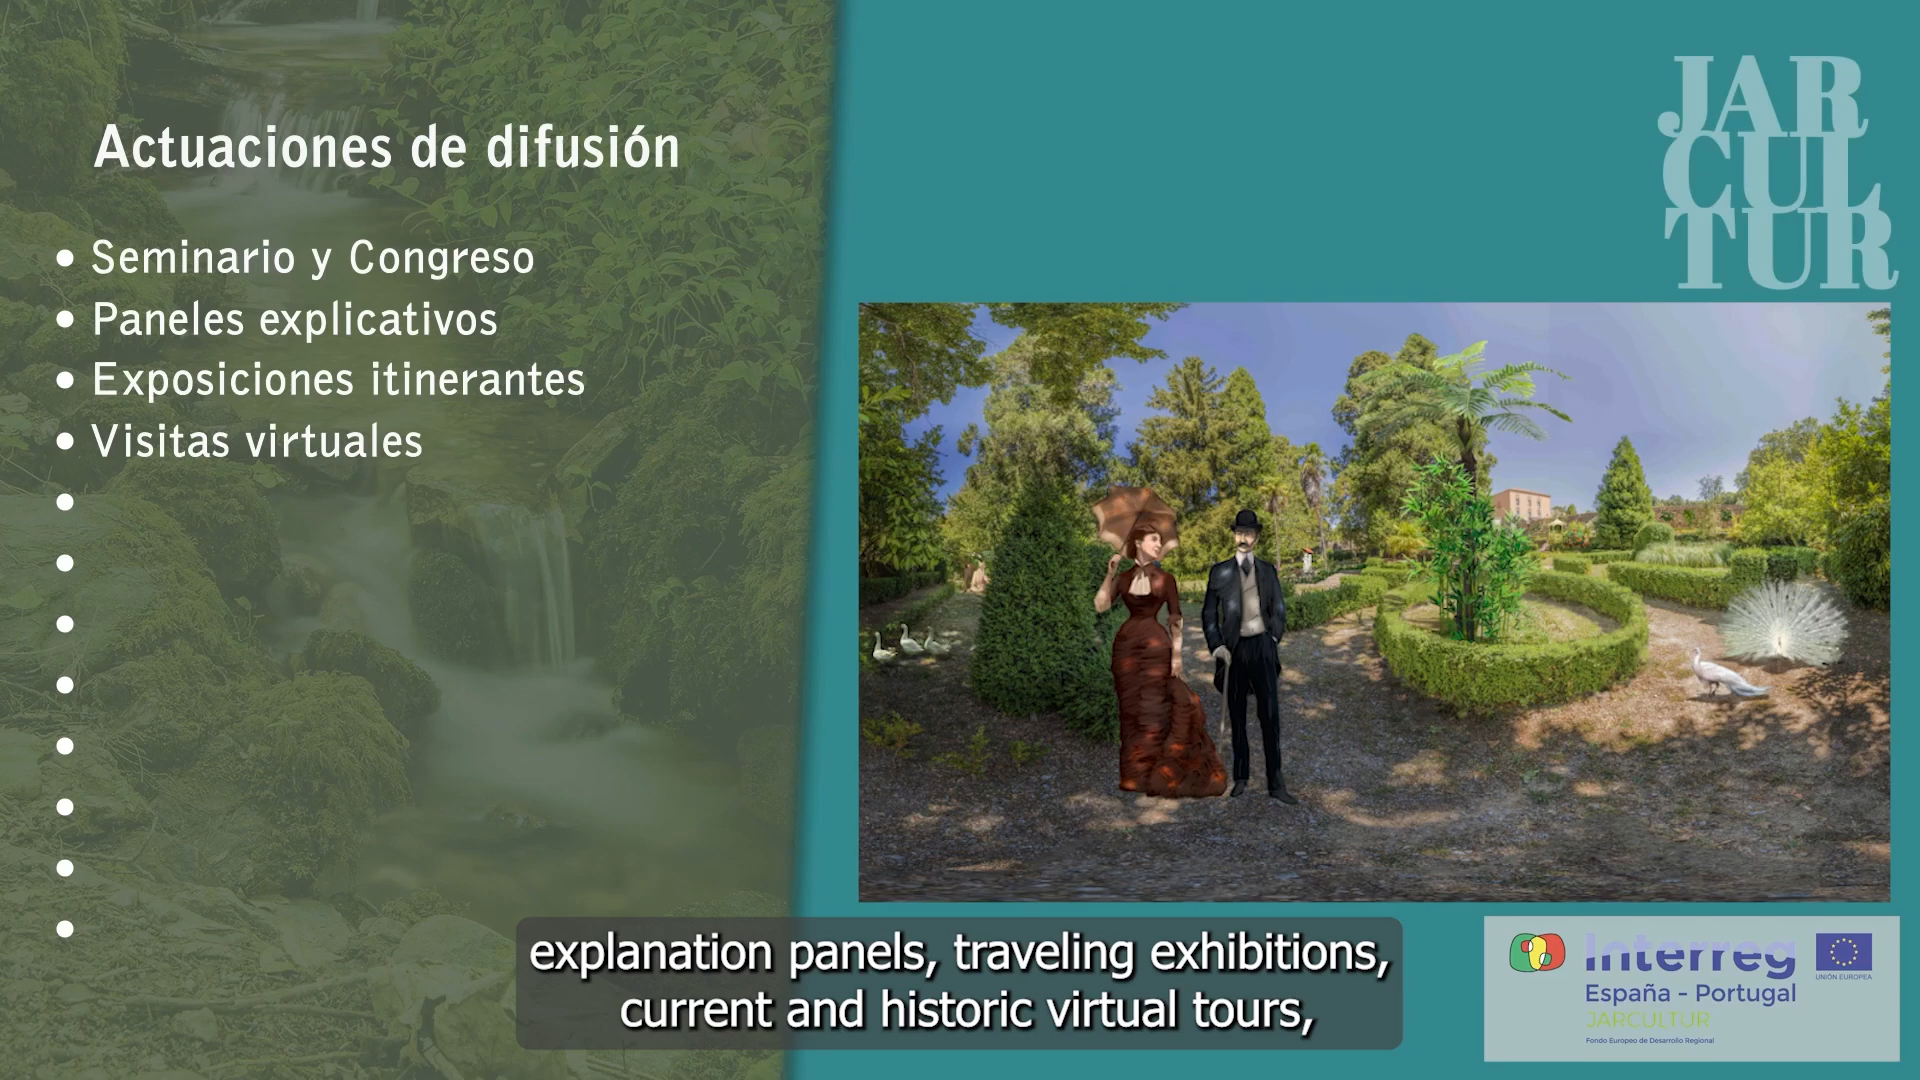 Actuaciones de difusión
• Seminario y Congreso
• Paneles explicativos
• Exposiciones itinerantes
• Visitas virtuales
•
•
•
•
•
•
•
•
JAR
CUL
TUR
explanation panels, traveling exhibitions,
current and historic virtual tours,
Interreg
UNIÓN EUROPEA
España - Portugal
JARCULTUR
Fondo Europeo de Desarrollo Regional